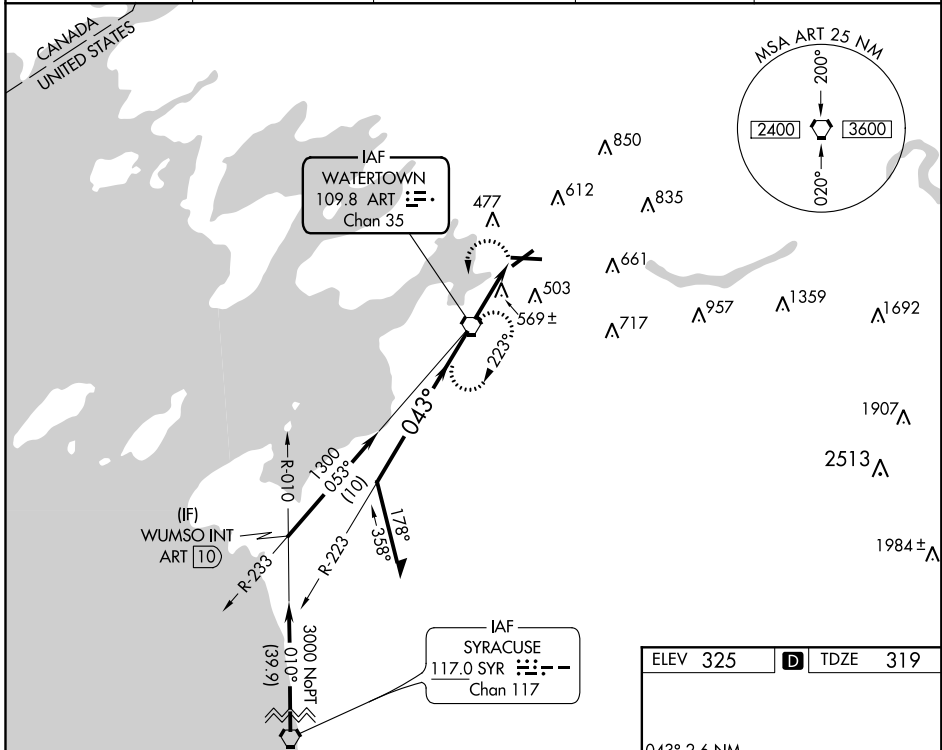 CANADA
UNITED STATES
MSA ART 25 NM
200°
2400
3600
020°
IAF
WATERTOWN
109.8 ART
Chan 35
850
612
835
477
661
503
569 ±
717
957
1359
1692
1907
2513
1984 ±
223°
043°
1300
053°
(10)
R-010
(IF)
WUMSO INT
ART 10
R-233
R-223
178°
358°
3000 NoPT
010°
(39.9)
IAF
SYRACUSE
117.0 SYR
Chan 117
ELEV 325 D TDZE 319
043° 2.6 NM